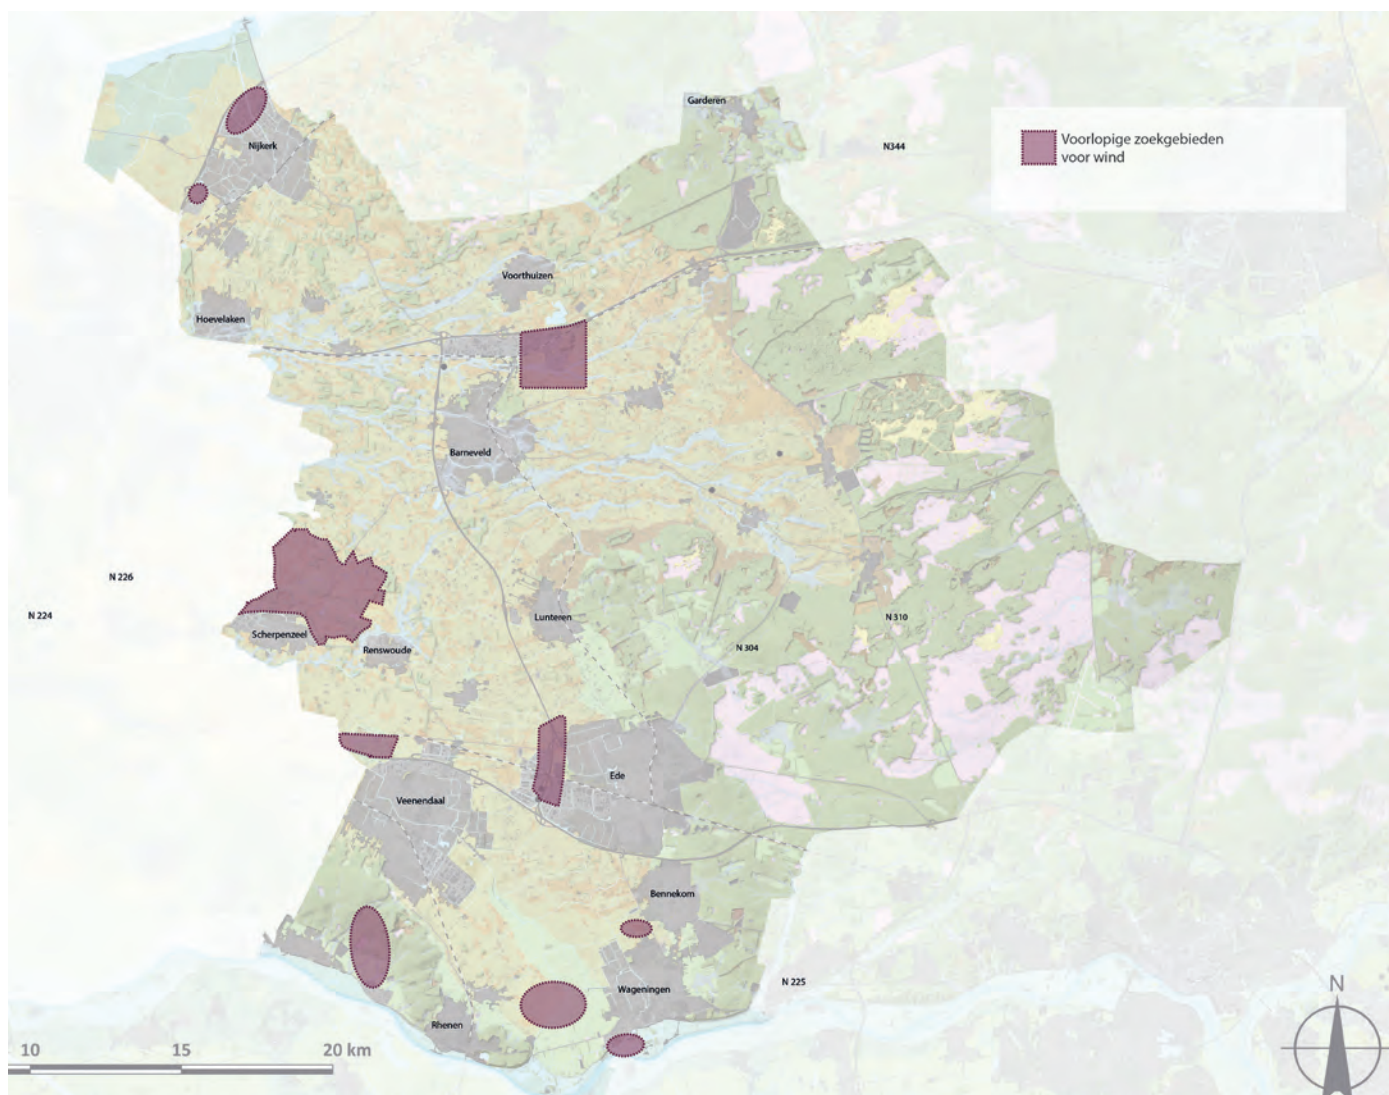 Garderen
Nijkerk
N344
Voorlopige zoekgebieden
voor wind
Voorthuizen
Hoevelaken
Barneveld
N 226
N 224
Lunteren
N 310
Scherpenzeel
Renswoude
N 304
Ede
Veenendaal
Bennekom
N 225
Wageningen
N
Rhenen
10 15 20 km